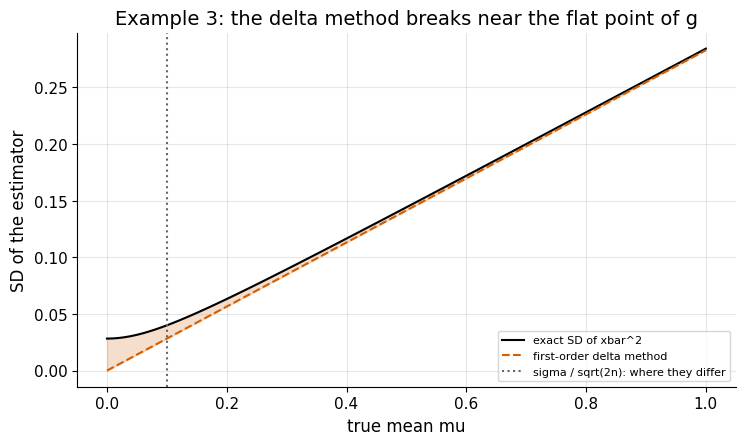 Example 3: the delta method breaks near the flat point of g
SD of the estimator
0.25
0.20
0.15
0.10
0.05
0.00
exact SD of xbar^2
first-order delta method
sigma / sqrt(2n): where they differ
0.0 0.2 0.4 0.6 0.8 1.0
true mean mu